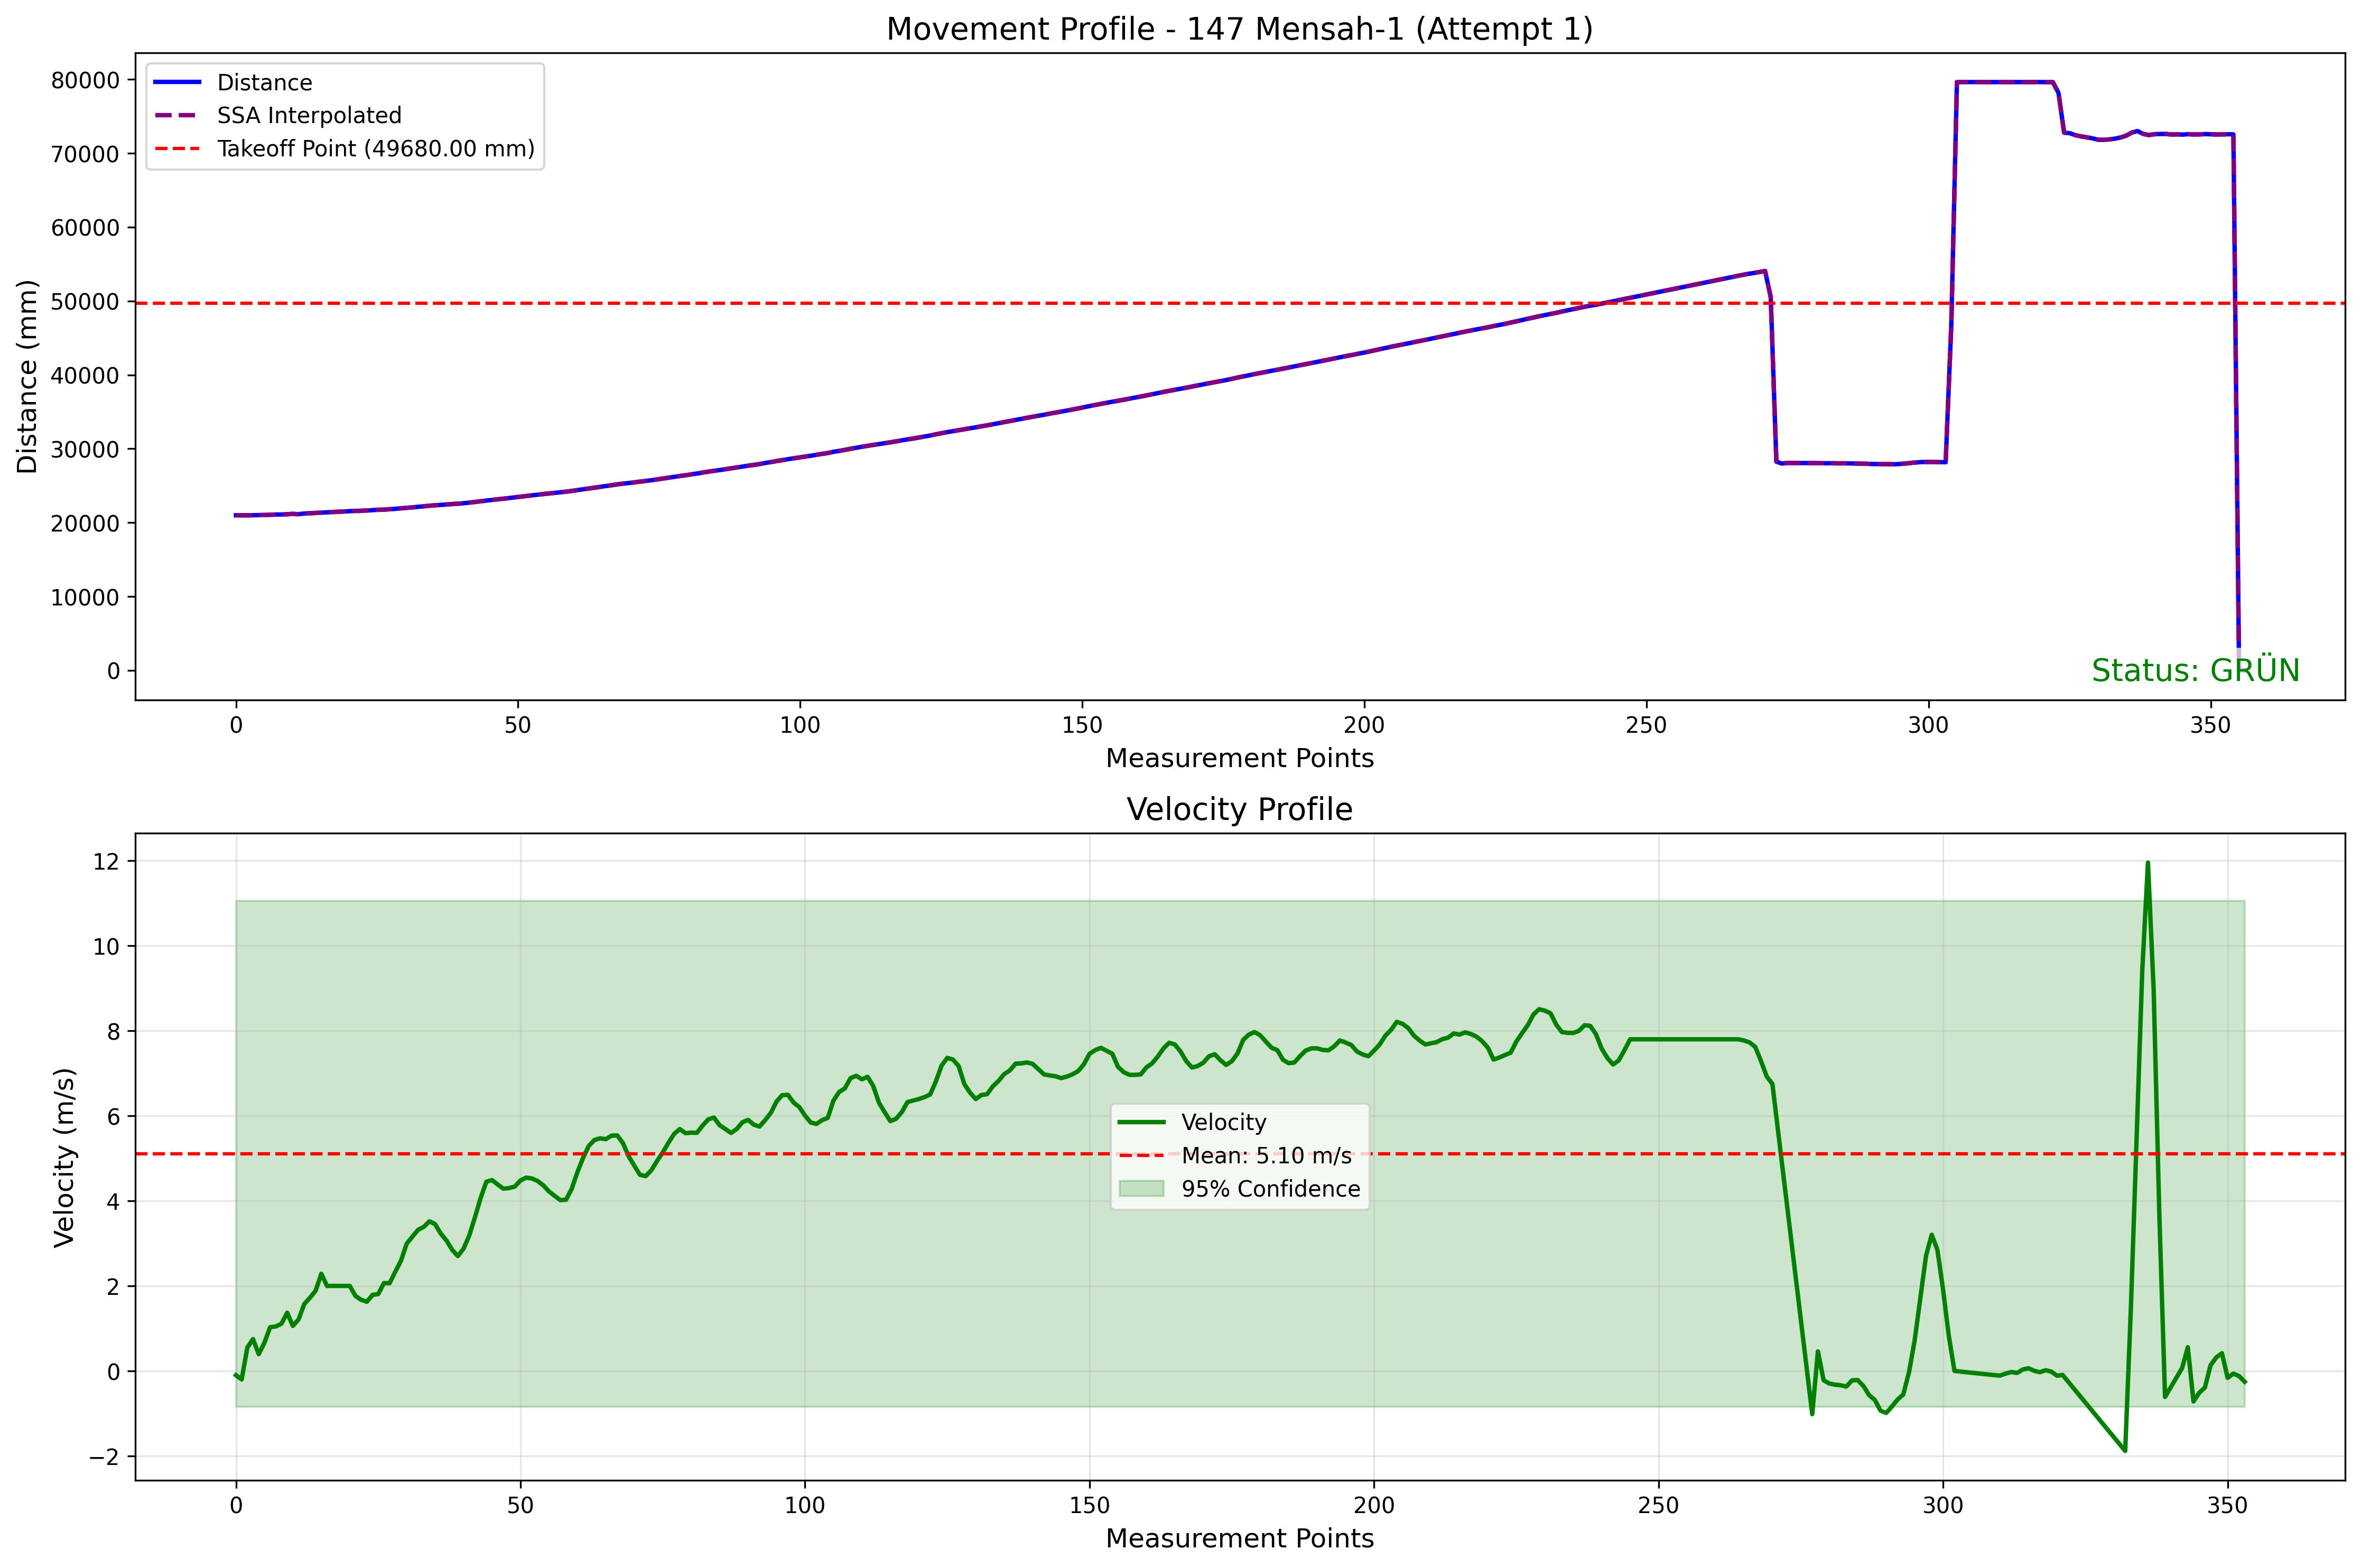 Movement Profile - 147 Mensah-1 (Attempt 1)
Distance
SSA Interpolated
Takeoff Point (49680.00 mm)
Distance (mm)
80000
70000
60000
50000
40000
30000
20000
10000
0
Status: GRÜN
0 50 100 150 200 250 300 350
Measurement Points
Velocity Profile
Velocity (m/s)
12
10
8
6
4
2
0
−2
Velocity
Mean: 5.10 m/s
95% Confidence
0 50 100 150 200 250 300 350
Measurement Points